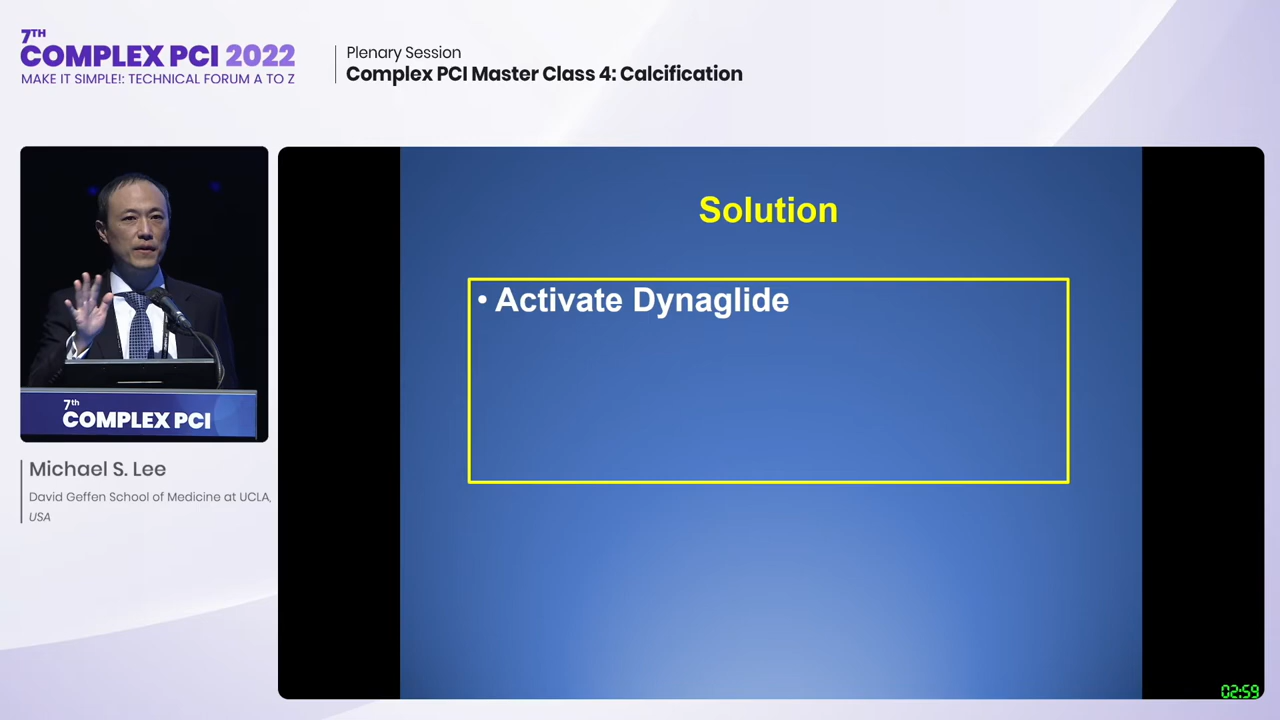 7TH
COMPLEX PCI 2022
MAKE IT SIMPLE!: TECHNICAL FORUM A TO Z
Plenary Session
Complex PCI Master Class 4: Calcification
Solution
• Activate Dynaglide
7th
COMPLEX PCI
Michael S. Lee
David Geffen School of Medicine at UCLA,
USA
02:59